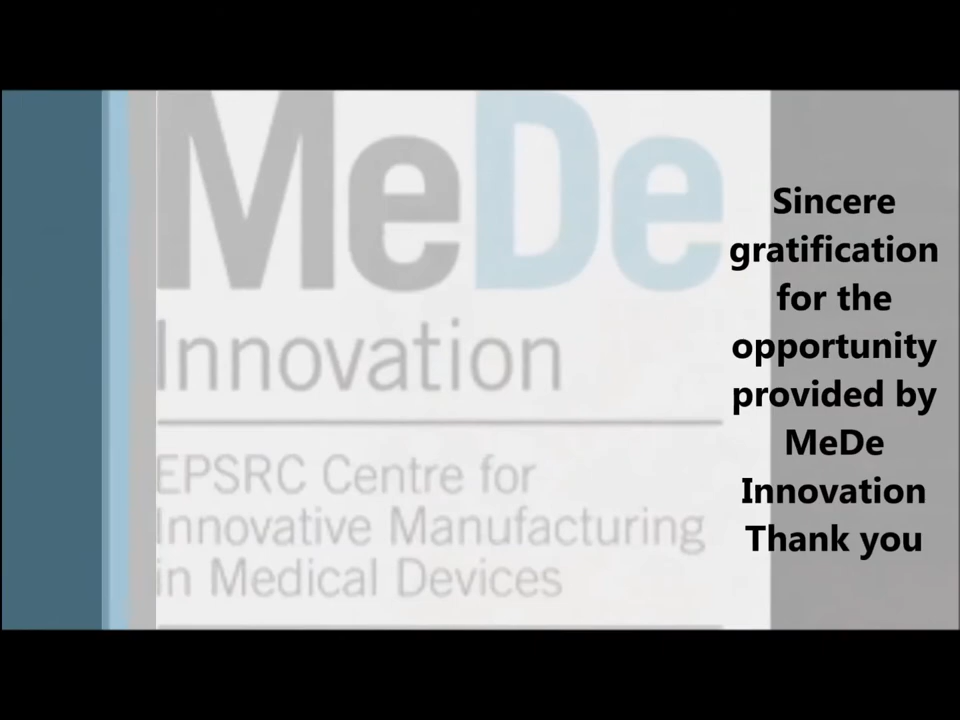 MeDe
Innovation
EPSRC Centre for
Innovative Manufacturing
in Medical Devices
Sincere
gratification
for the
opportunity
provided by
MeDe
Innovation
Thank you